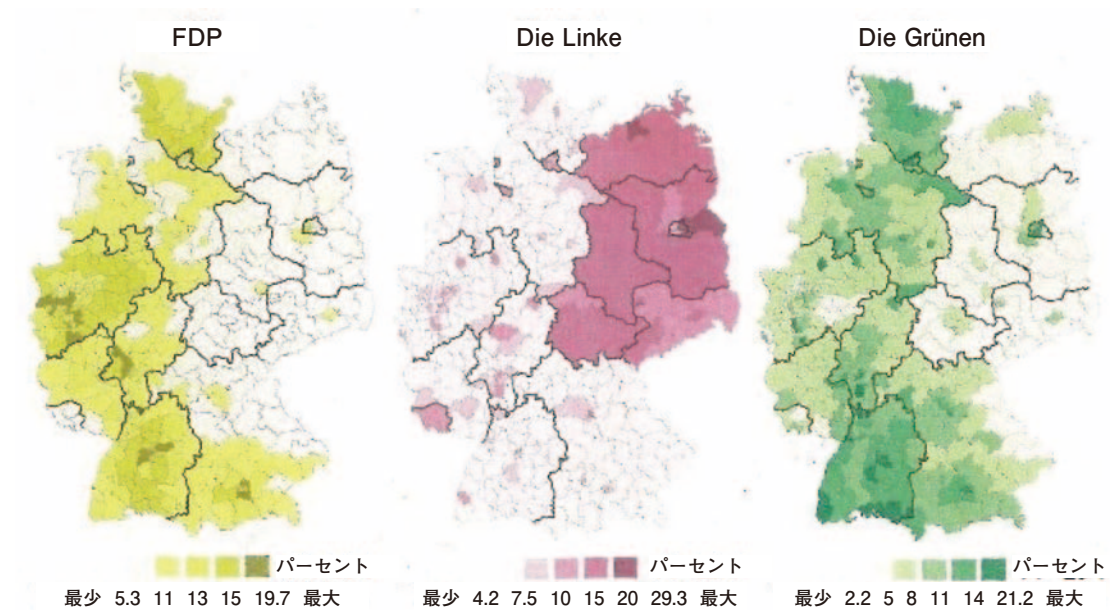 FDP
Die Linke
Die Grünen
パーセント
最少 5.3 11 13 15 19.7 最大
パーセント
最少 4.2 7.5 10 15 20 29.3 最大
パーセント
最少 2.2 5 8 11 14 21.2 最大